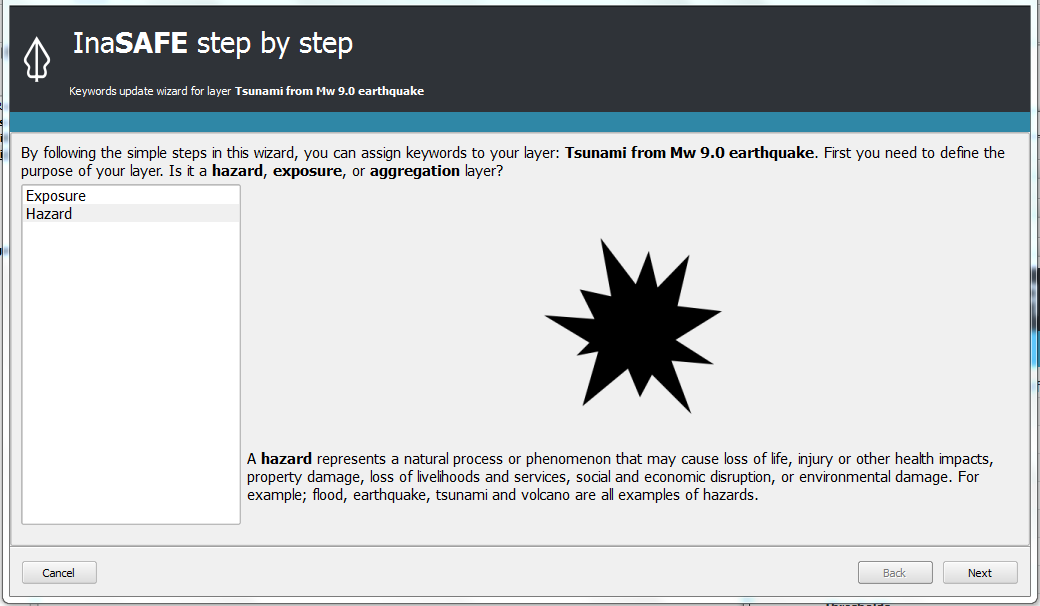 InaSAFE step by step
Keywords update wizard for layer Tsunami from Mw 9.0 earthquake
By following the simple steps in this wizard, you can assign keywords to your layer: Tsunami from Mw 9.0 earthquake. First you need to define the
purpose of your layer. Is it a hazard, exposure, or aggregation layer?
Exposure
Hazard
A hazard represents a natural process or phenomenon that may cause loss of life, injury or other health impacts,
property damage, loss of livelihoods and services, social and economic disruption, or environmental damage. For
example; flood, earthquake, tsunami and volcano are all examples of hazards.
Cancel
Back
Next